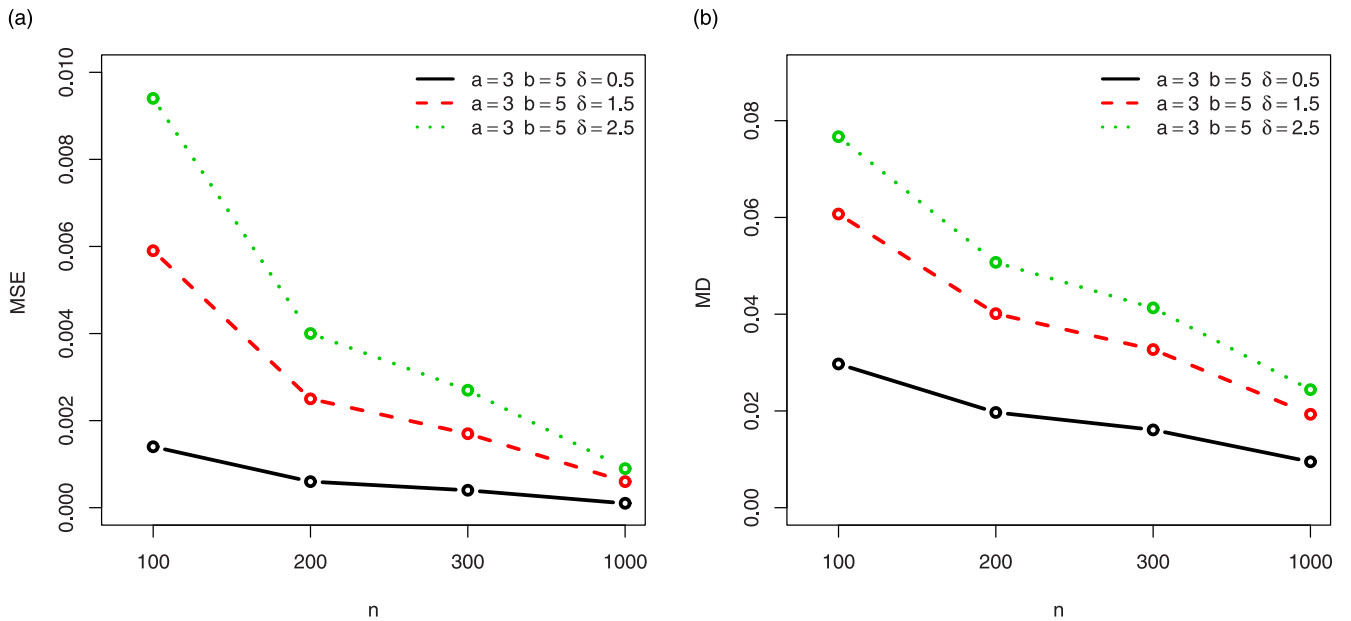 (a)
MSE
0.010
0.008
0.006
0.004
0.002
0.000
a = 3 b = 5 δ = 0.5
a = 3 b = 5 δ = 1.5
a = 3 b = 5 δ = 2.5
100 200 300 1000
n
(b)
MD
0.08
0.06
0.04
0.02
0.00
a = 3 b = 5 δ = 0.5
a = 3 b = 5 δ = 1.5
a = 3 b = 5 δ = 2.5
100 200 300 1000
n